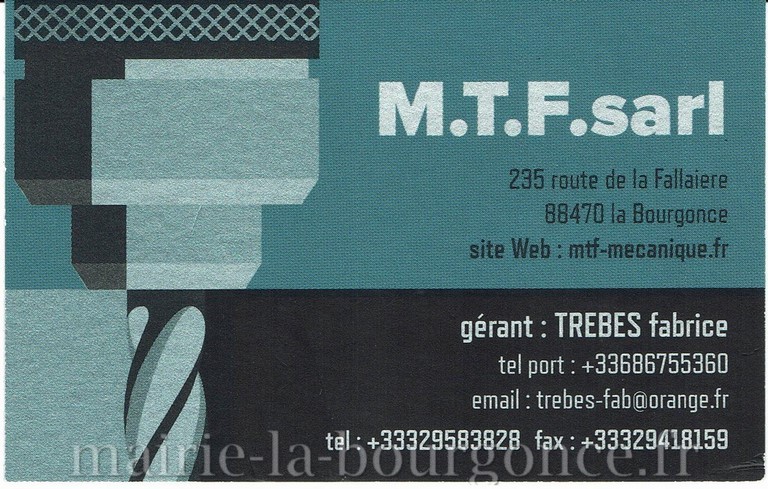 M.T.F.sarl
235 route de la Fallaiere
88470 la Bourgonce
site Web : mtf-mecanique.fr
gérant : TREBES fabrice
tel port : +33686755360
email : trebes-fab@orange.fr
tel : +33329583828 fax : +33329418159
mairie-la-bourgonce.fr